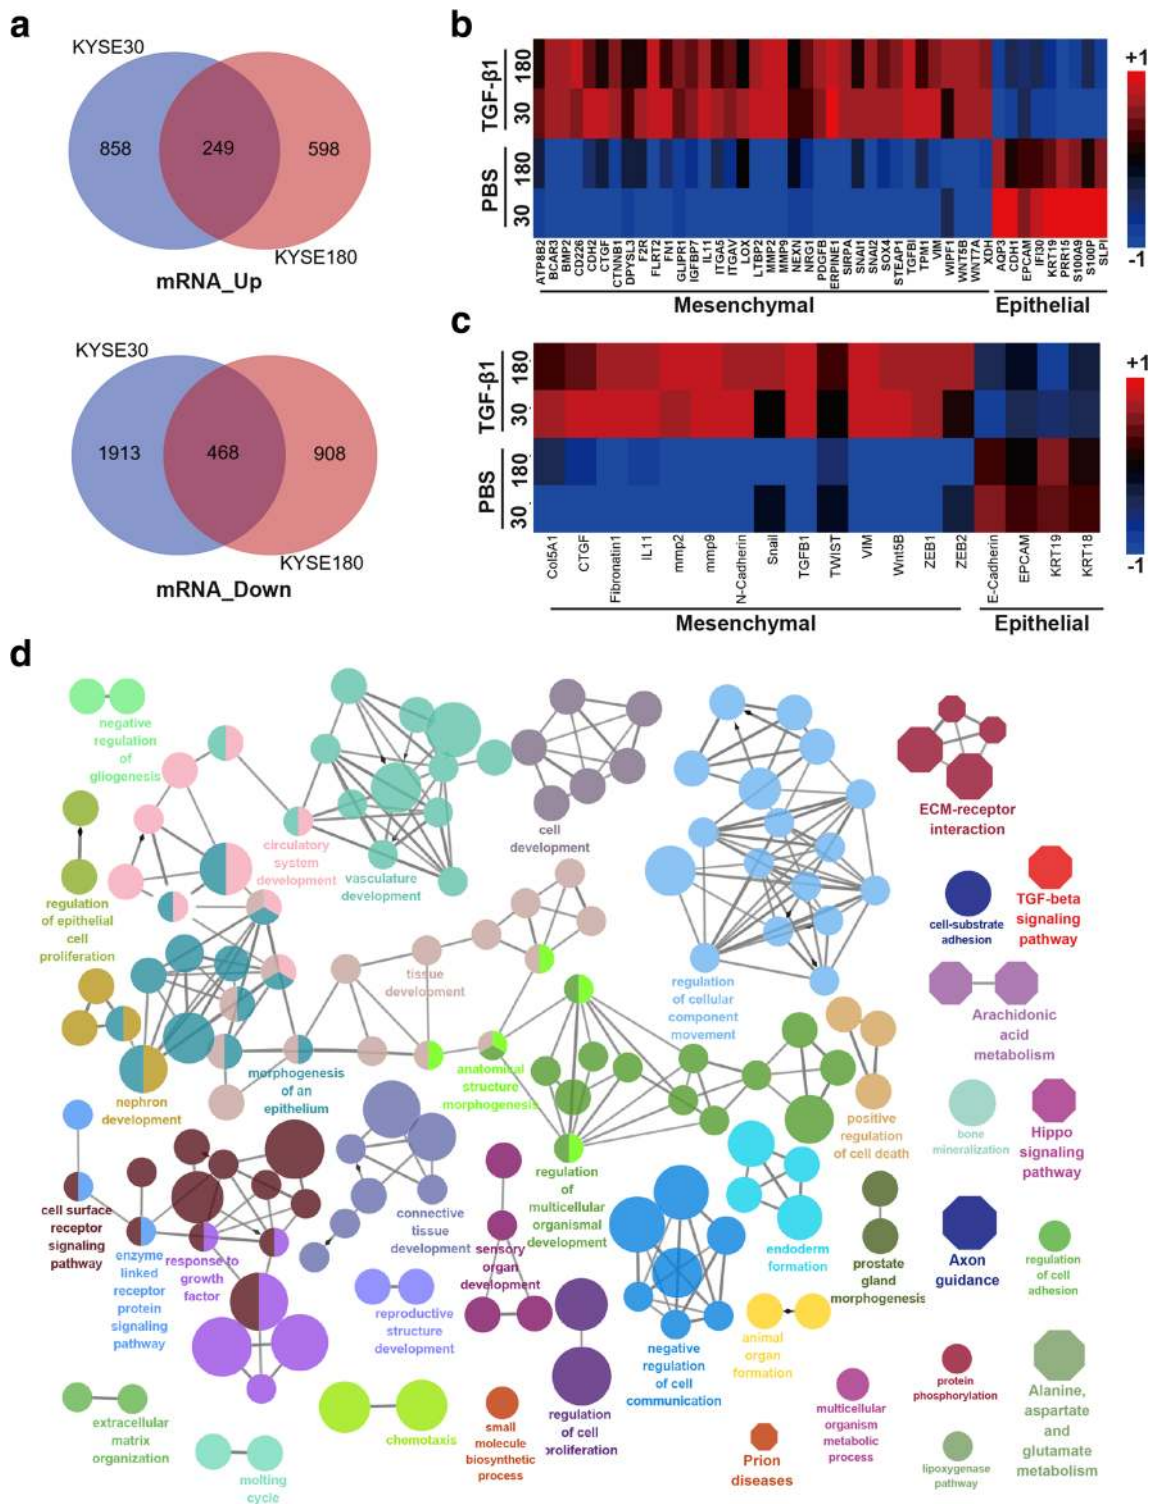 a
KYSE30
858
249
598
KYSE180
mRNA_Up
KYSE30
1913
468
908
KYSE180
mRNA_Down
b
TGF-β1
180
30
PBS
180
30
ATP8B2
BCAR3
BMP2
CD226
CDH2
CTGF
CTNNB1
DPYSL3
F2R
FLRT2
FN1
GLIPR1
IGFBP7
IL11
ITGA5
ITGAV
LOX
LTBP2
MMP2
MMP9
NEXN
NRG1
PDGFB
ERPINE1
SIRPA
SNAI1
SNAI2
SOX4
STEAP1
TGFBI
TPM1
VIM
WIPF1
WNT5B
WNT7A
XDH
AQP3
CDH1
EPCAM
IFI30
KRT19
PRR15
S100A9
S100P
SLPI
Mesenchymal
Epithelial
+1
-1
c
TGF-β1
180
30
PBS
180
30
Col5A1
CTGF
Fibronatin1
IL11
mmp2
mmp9
N-Cadherin
Snail
TGFB1
TWIST
VIM
Wnt5B
ZEB1
ZEB2
E-Cadherin
EPCAM
KRT19
KRT18
Mesenchymal
Epithelial
+1
-1
d
negative
regulation
of
gliogenesis
regulation
of epithelial
cell
proliferation
circulatory
system
development
vasculature
development
cell
development
regulation
of cellular
component
movement
ECM-receptor
interaction
cell-substrate
adhesion
TGF-beta
signaling
pathway
Arachidonic
acid
metabolism
tissue
development
nephron
development
morphogenesis
of an
epithelium
anatomical
structure
morphogenesis
positive
regulation
of cell death
bone
mineralization
Hippo
signaling
pathway
cell surface
receptor
signaling
pathway
enzyme
linked
receptor
protein
signaling
pathway
response to
growth
factor
connective
tissue
development
sensory
organ
development
regulation
of
multicellular
organismal
development
endoderm
formation
prostate
gland
morphogenesis
Axon
guidance
regulation
of cell
adhesion
reproductive
structure
development
negative
regulation
of cell
communication
animal
organ
formation
extracellular
matrix
organization
molting
cycle
chemotaxis
small
molecule
biosynthetic
process
regulation
of cell
proliferation
Prion
diseases
multicellular
organism
metabolic
process
protein
phosphorylation
lipoxygenase
pathway
Alanine,
aspartate
and
glutamate
metabolism